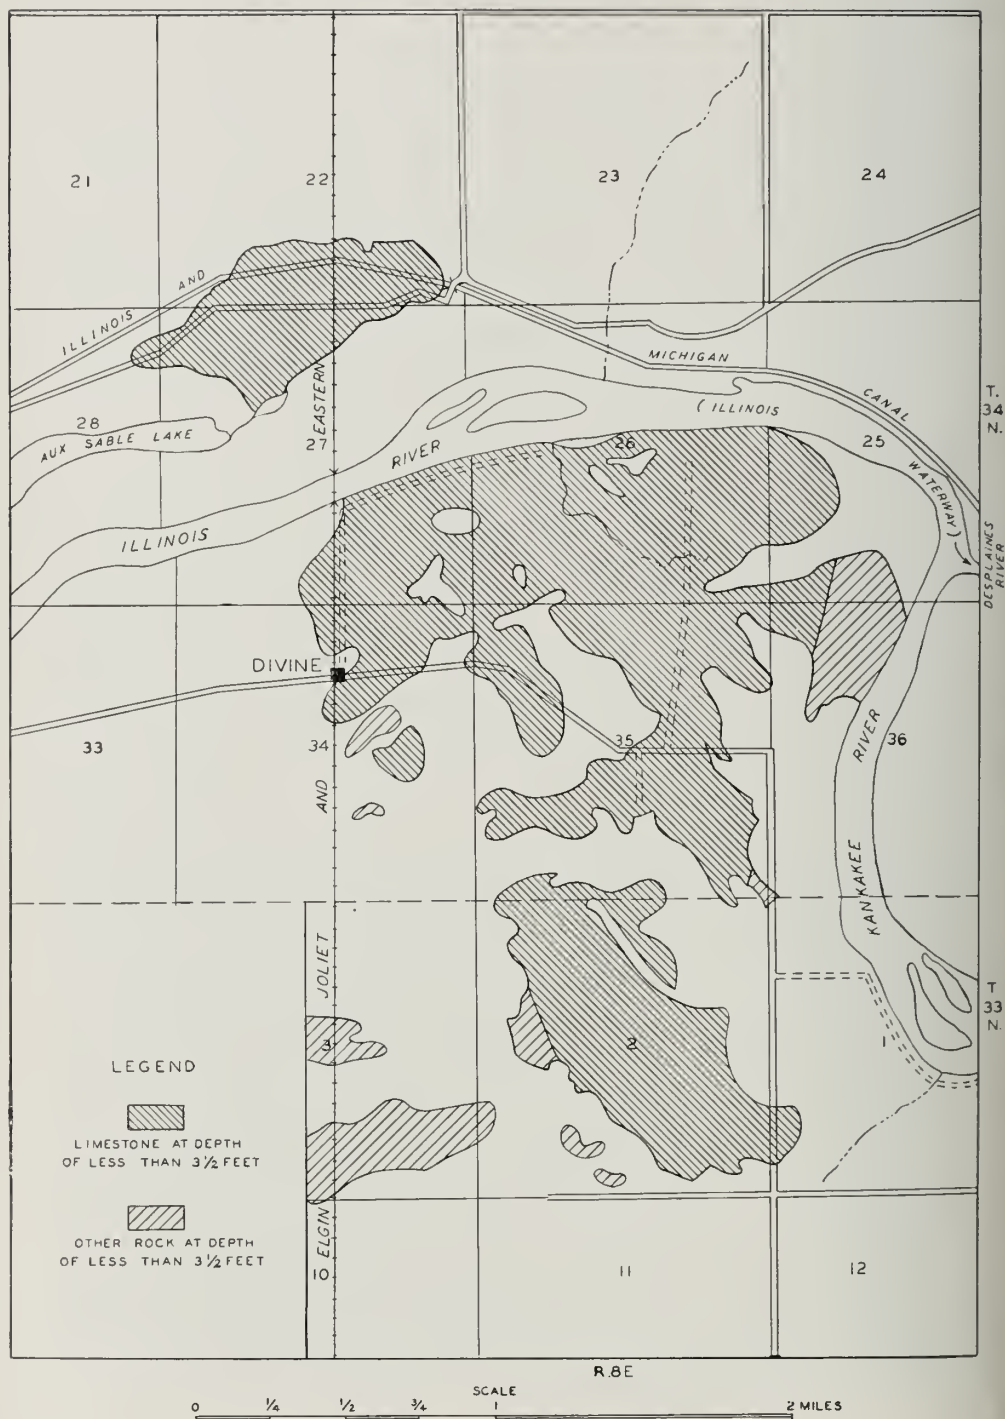 21
22
23
24
ILLINOIS AND
MICHIGAN
CANAL
(ILLINOIS
WATERWAY)
T.
34
N.
28
AUX SABLE LAKE
27
EASTERN
RIVER
26
25
ILLINOIS
DESPLAINES
RIVER
DIVINE
33
34
AND
35
36
RIVER
KANKAKEE
JOLIET
T
33
N.
3
2
1
LEGEND
LIMESTONE AT DEPTH
OF LESS THAN 3½ FEET
OTHER ROCK AT DEPTH
OF LESS THAN 3½ FEET
ELGIN
10
11
12
R.8E
SCALE
0 ¼ ½ ¾ 1 2 MILES